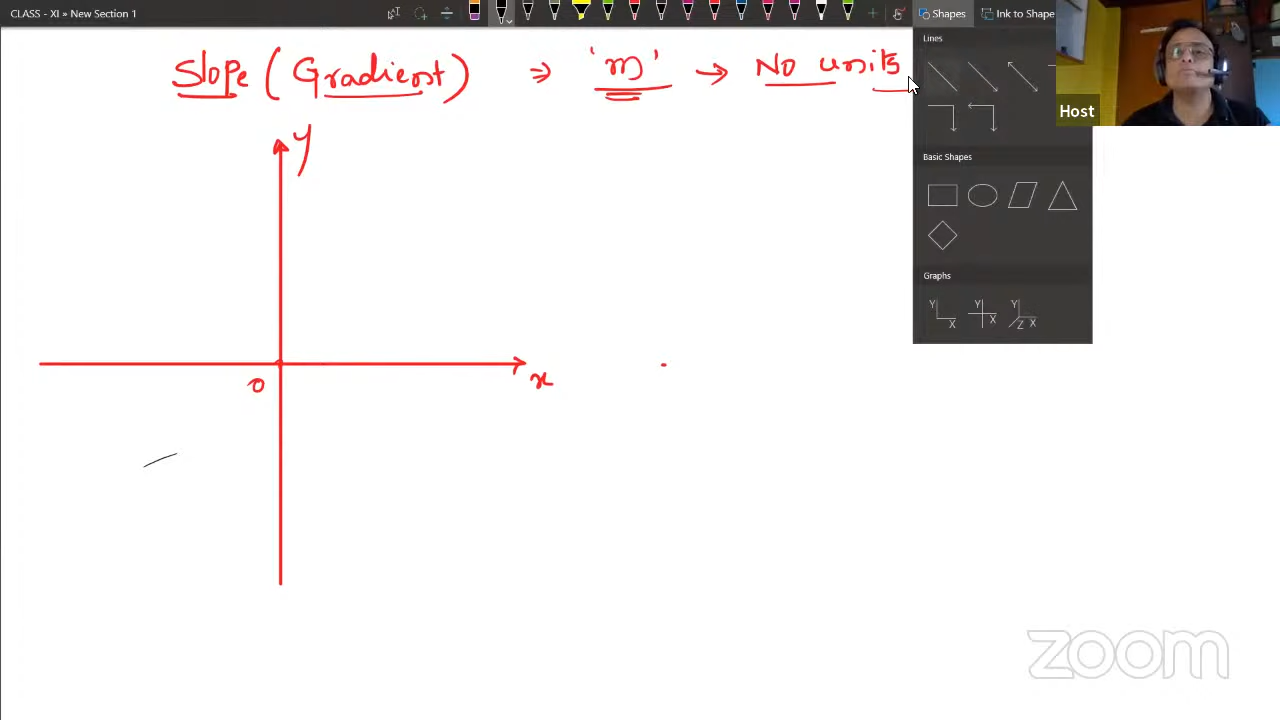 CLASS - XI » New Section 1
Shapes
Ink to Shape
Slope (Gradient) ⇒ 'm' → No units
Lines
Host
Basic Shapes
Graphs
Y X Y X Y Z X
y
0
x
zoom